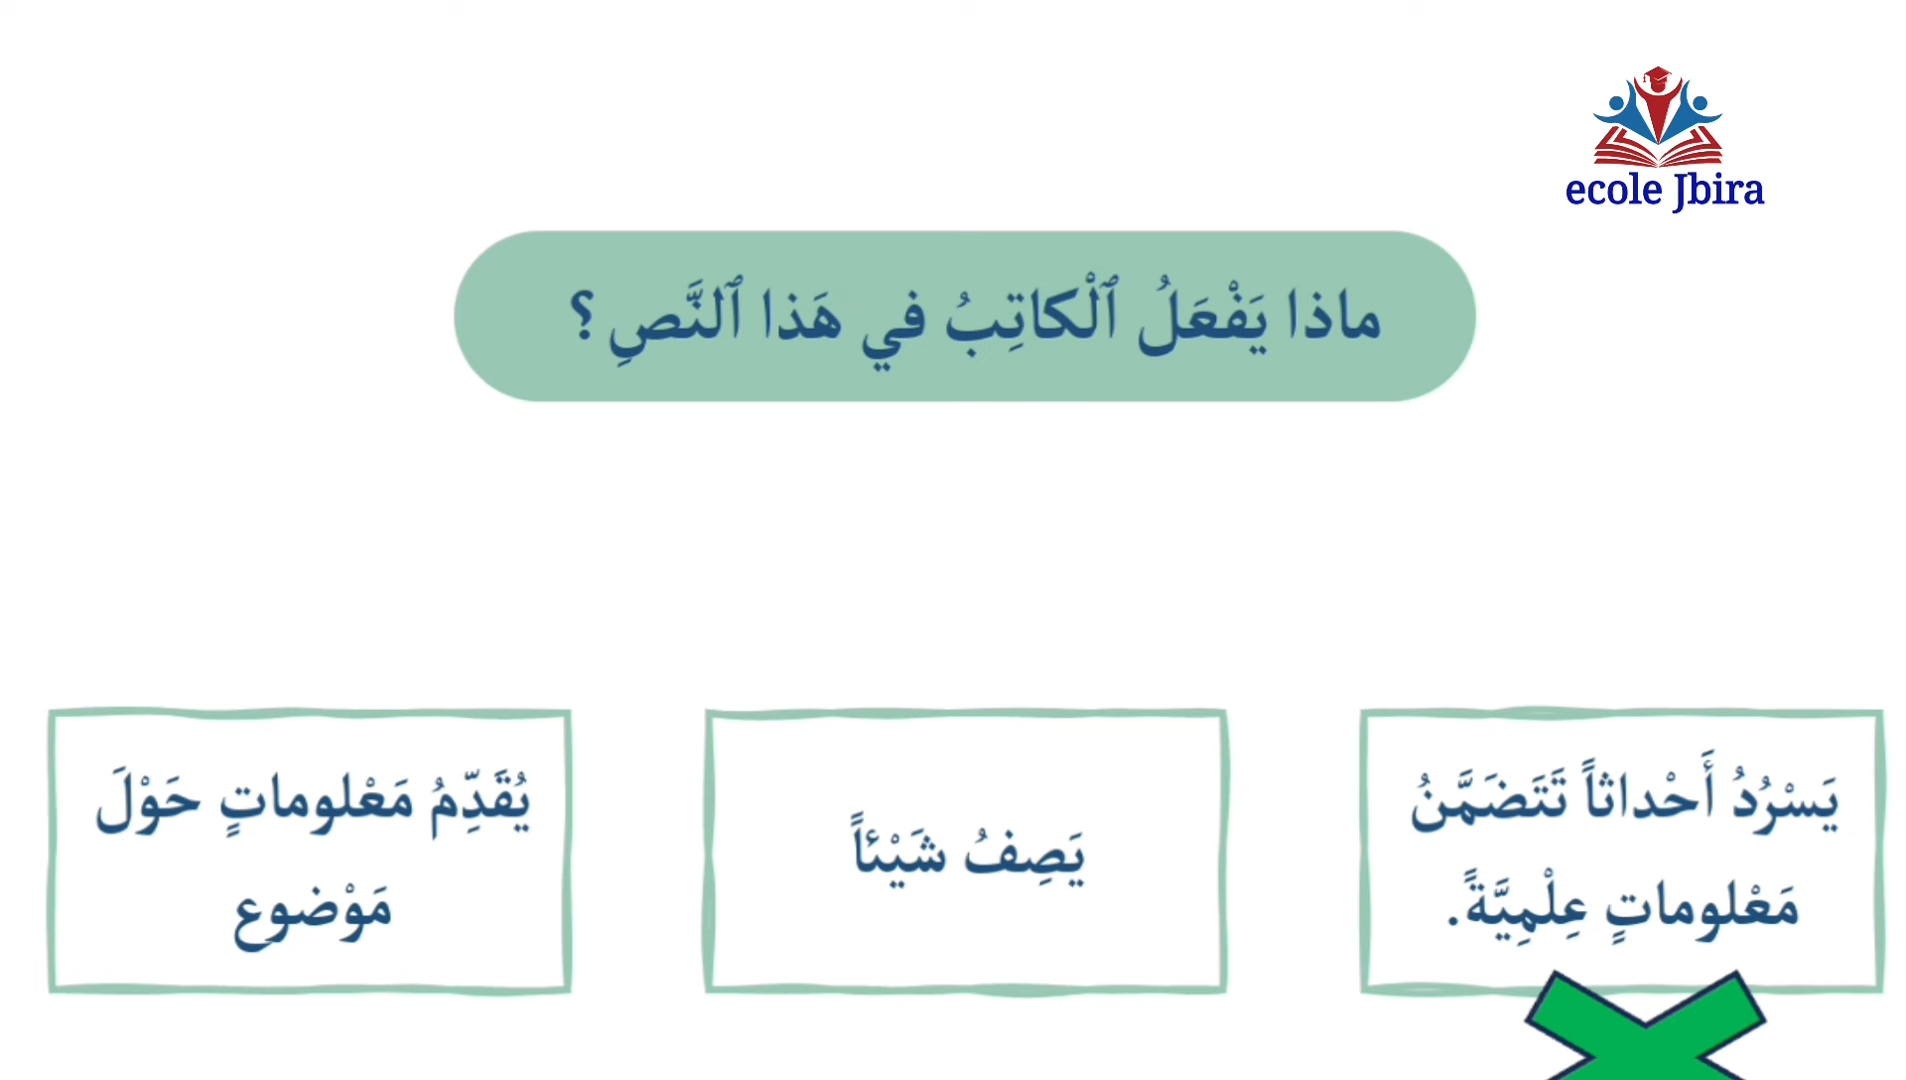 ecole Jbira
ماذا يَفْعَلُ ٱلْكاتِبُ في هَذا ٱلنَّصِ ؟
يَسْرُدُ أَحْداثاً تَتَضَمَّنُ
مَعْلوماتٍ عِلْمِيَّةً.
يَصِفُ شَيْئاً
يُقَدِّمُ مَعْلوماتٍ حَوْلَ
مَوْضوع